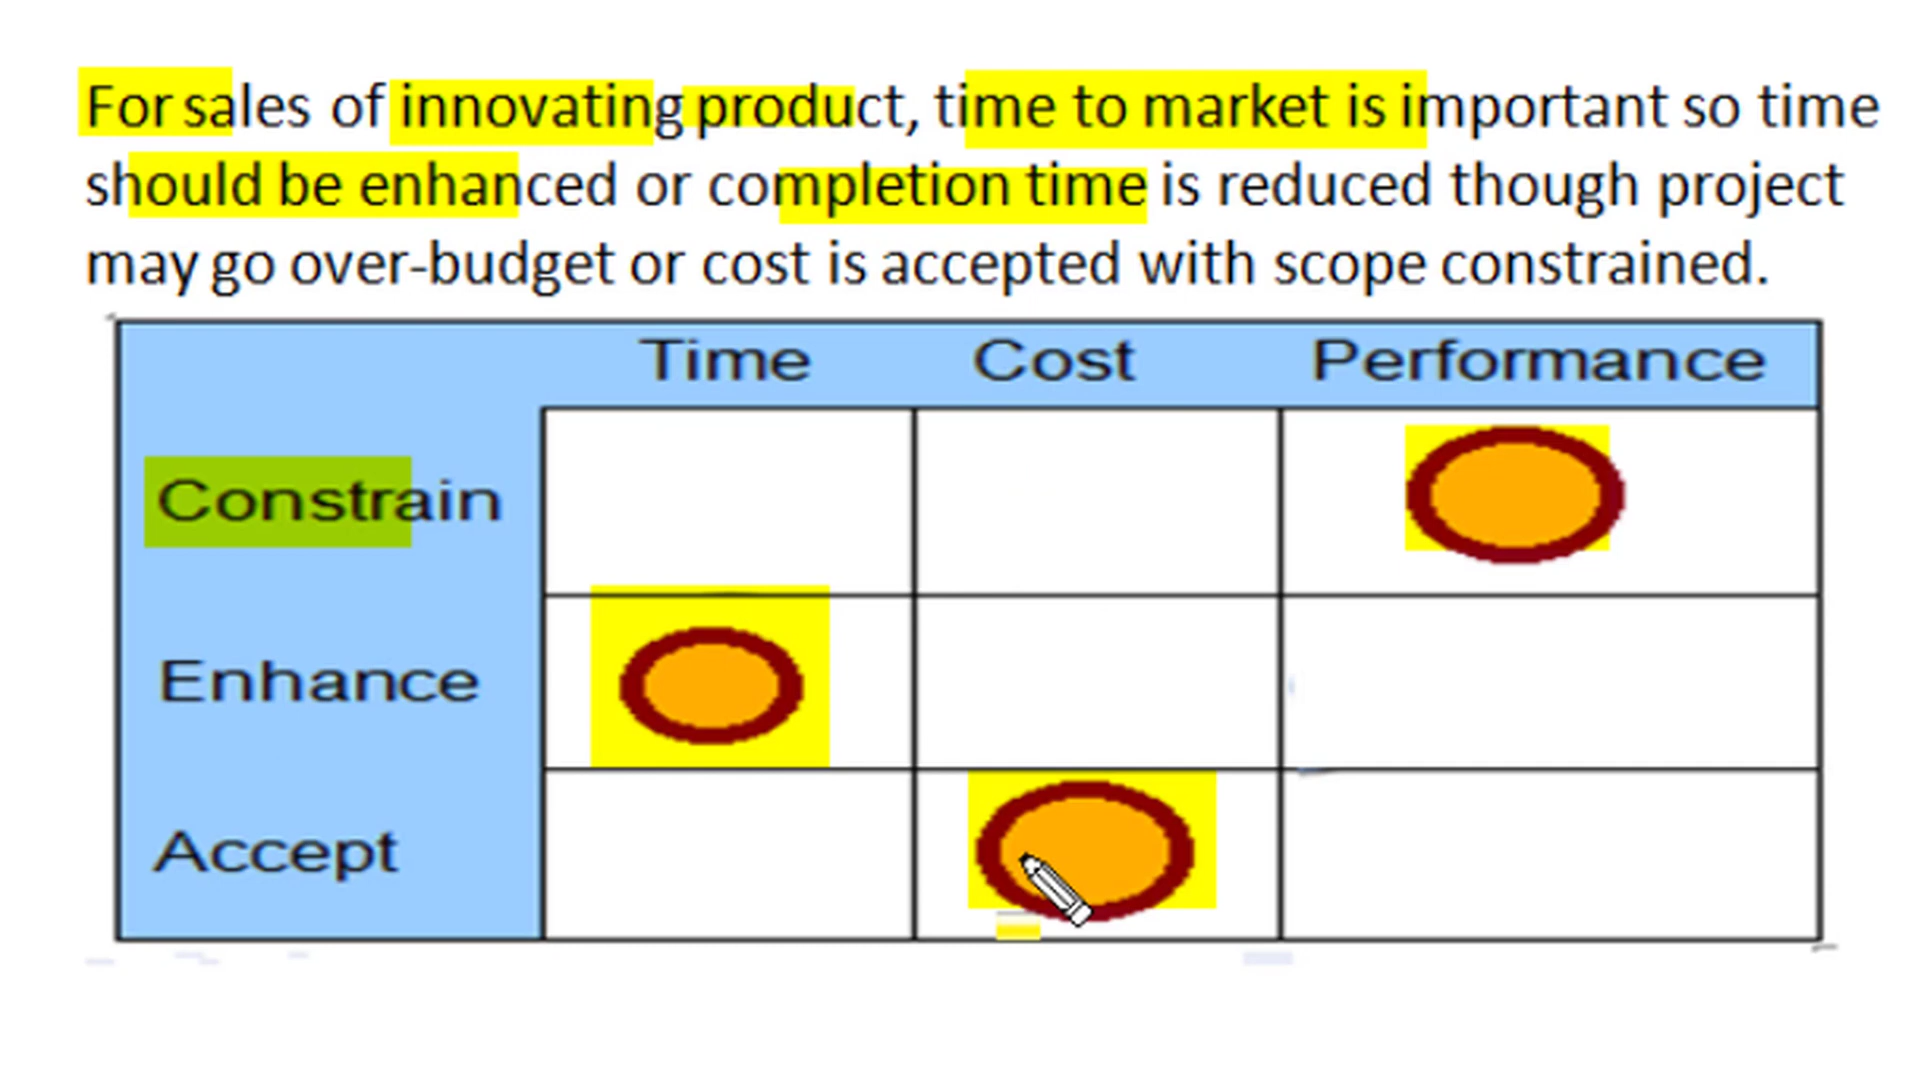 For sales of innovating product, time to market is important so time
should be enhanced or completion time is reduced though project
may go over-budget or cost is accepted with scope constrained.
Time Cost Performance
Constrain
Enhance
Accept